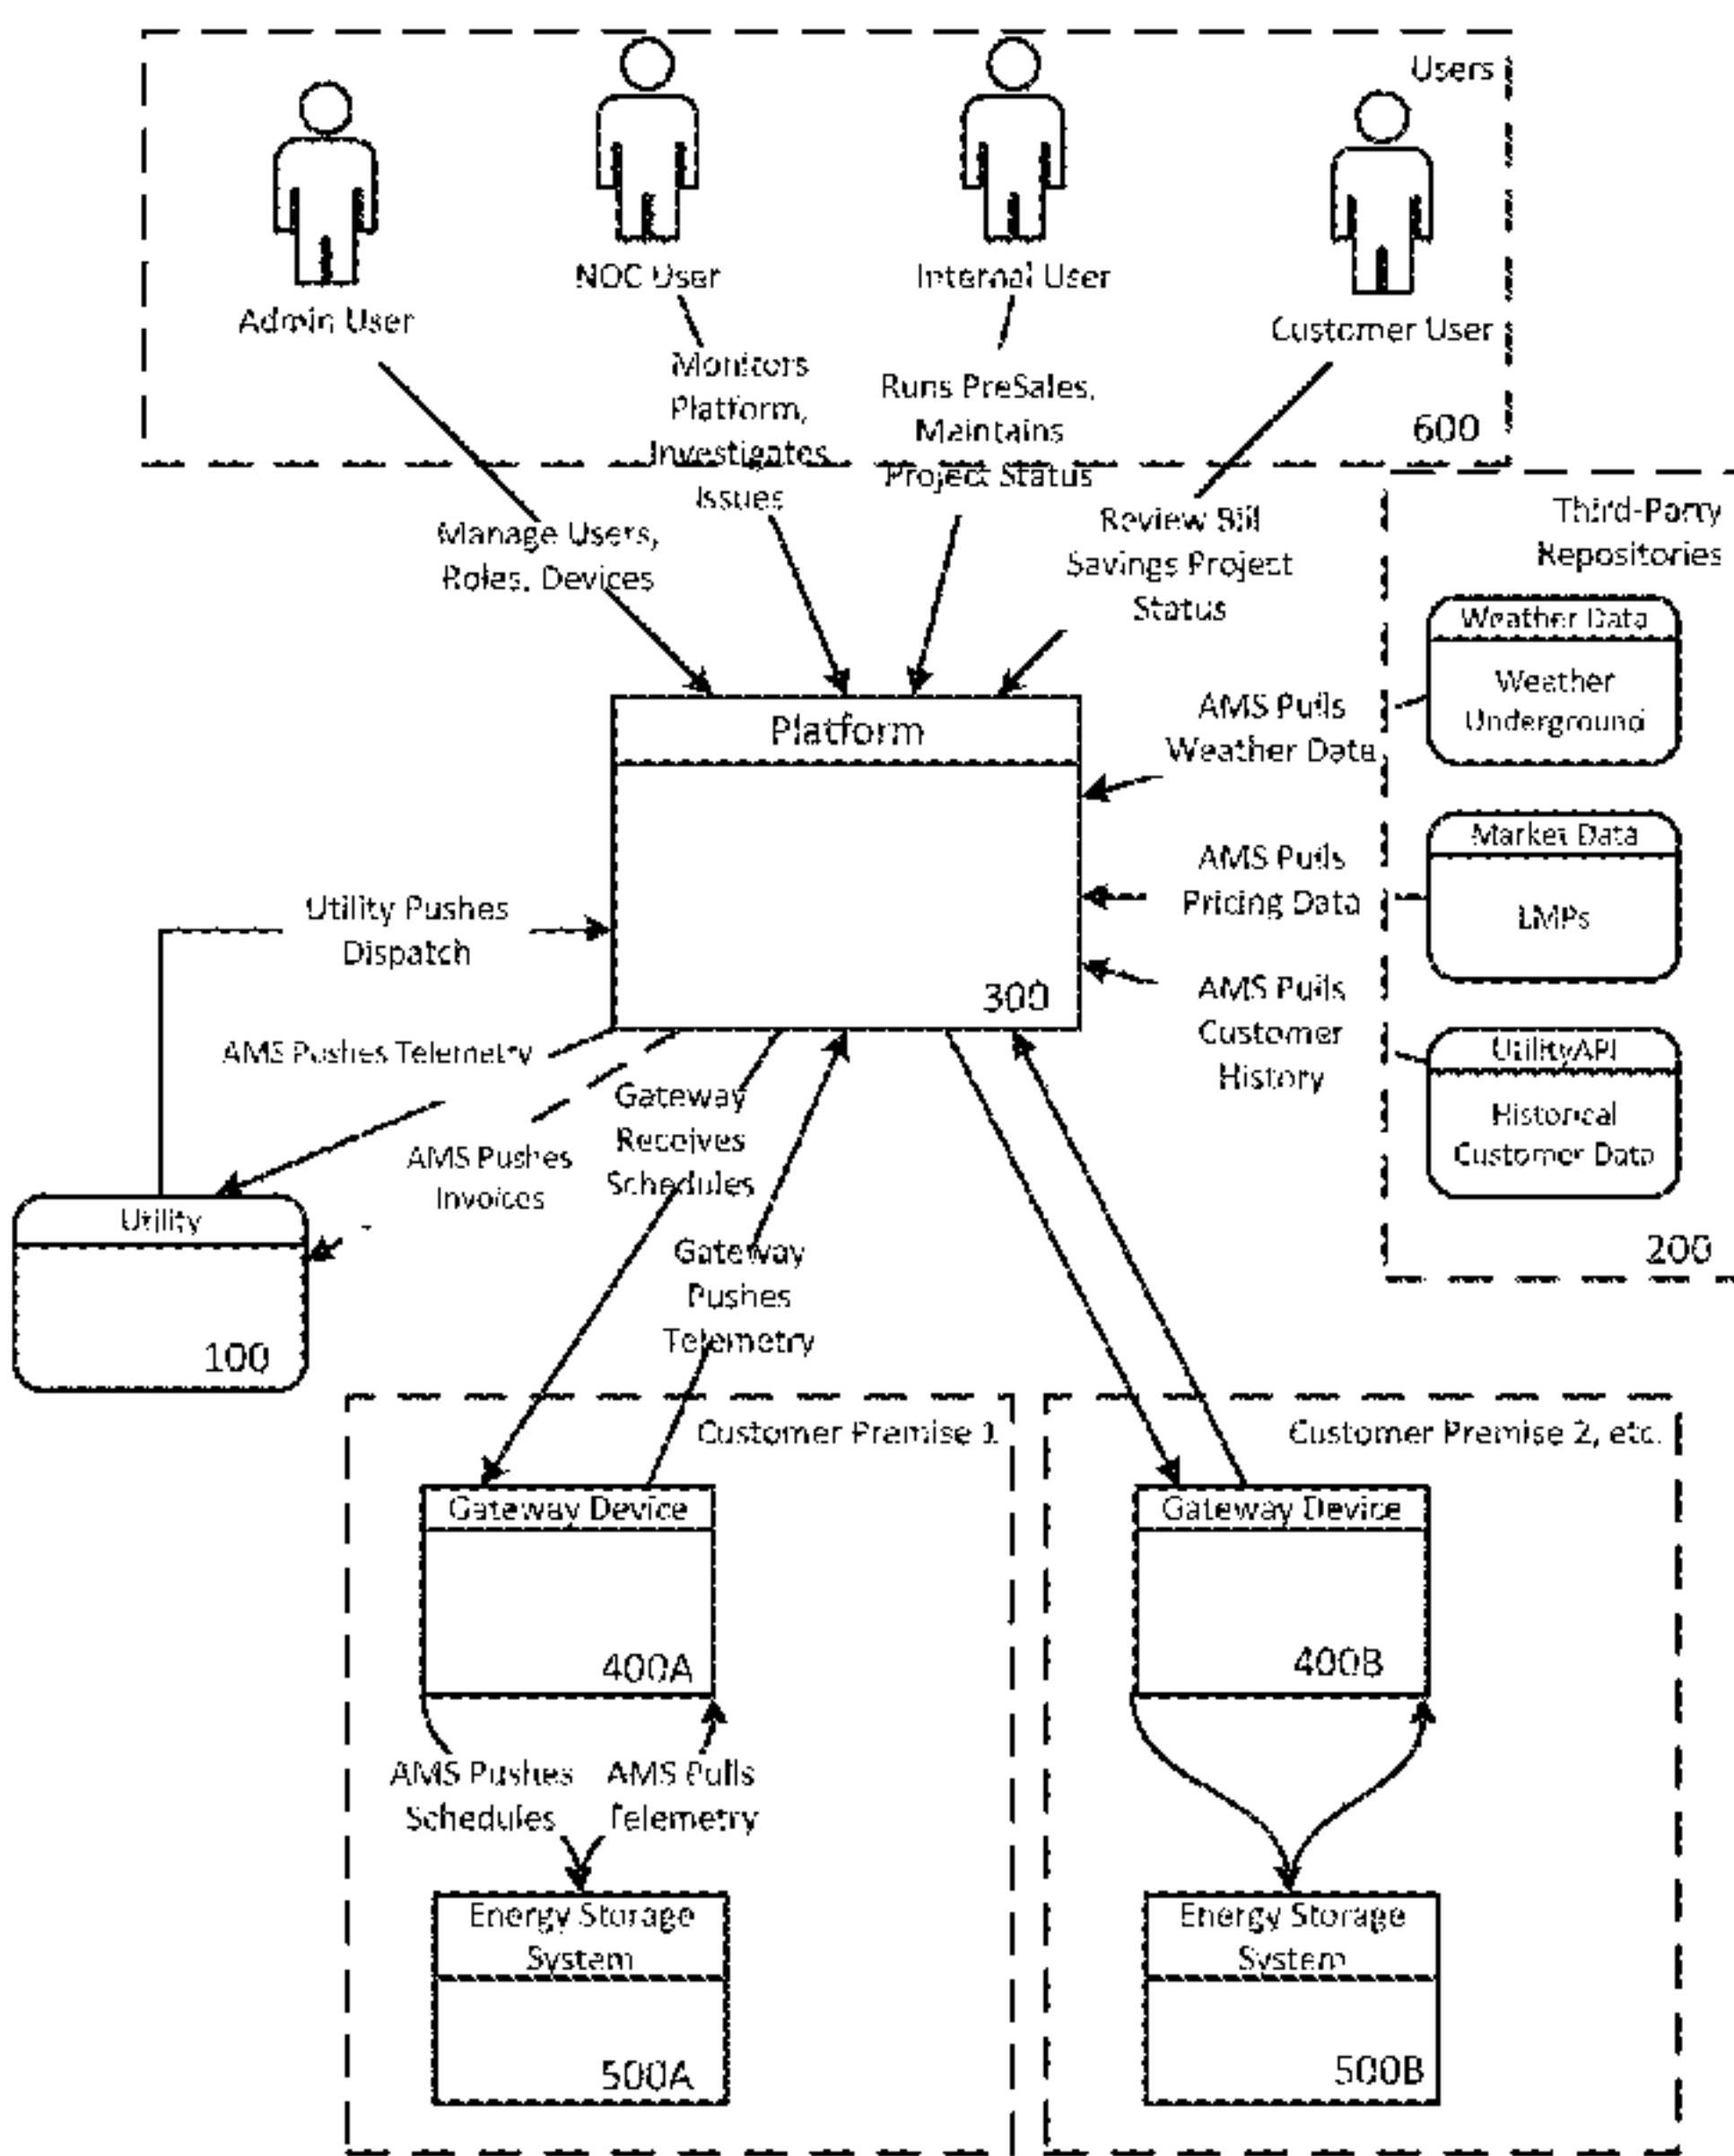 Users
Admin User
NOC User
Internal User
Customer User
600
Monitors
Platform,
Investigates
Issues
Runs PreSales,
Maintains
Project Status
Manage Users,
Roles, Devices
Review Bill
Savings Project
Status
Third-Party
Repositories
Weather Data
Weather
Underground
Market Data
LMPs
UtilityAPI
Historical
Customer Data
200
Platform
300
AMS Pulls
Weather Data
AMS Pulls
Pricing Data
AMS Pulls
Customer
History
Utility Pushes
Dispatch
AMS Pushes Telemetry
AMS Pushes
Invoices
Gateway
Receives
Schedules
Gateway
Pushes
Telemetry
Utility
100
Customer Premise 1
Gateway Device
400A
AMS Pushes
Schedules
AMS Pulls
Telemetry
Energy Storage
System
500A
Customer Premise 2, etc.
Gateway Device
400B
Energy Storage
System
500B